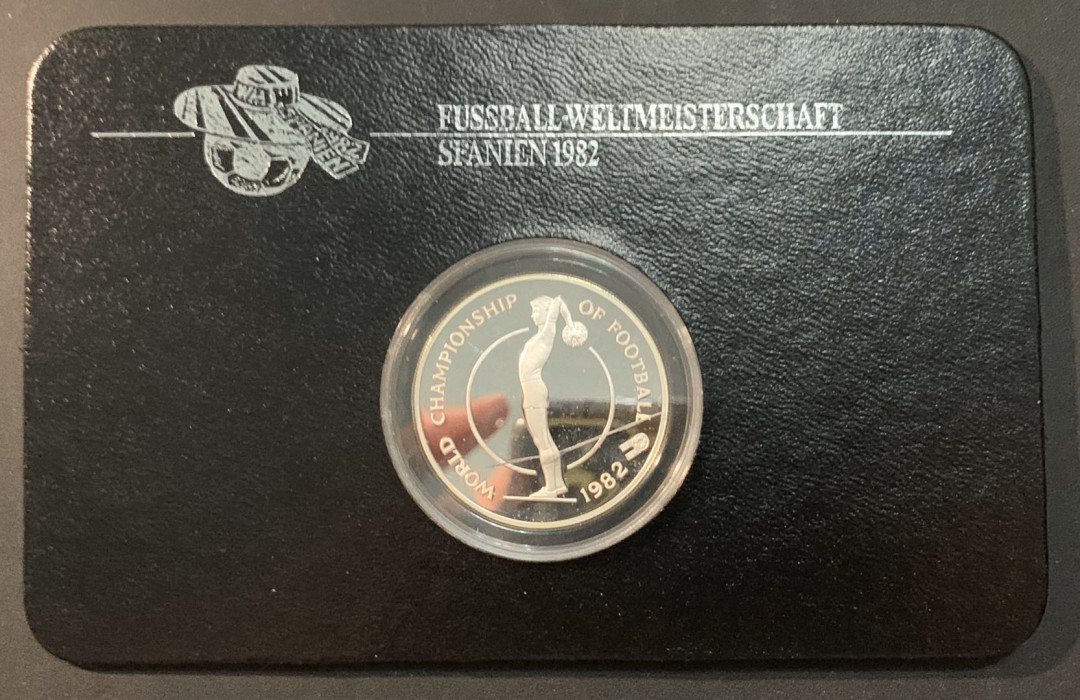 FUSSBALL-WELTMEISTERSCHAFT
SPANIEN 1982
WORLD CHAMPIONSHIP OF FOOTBALL
1982